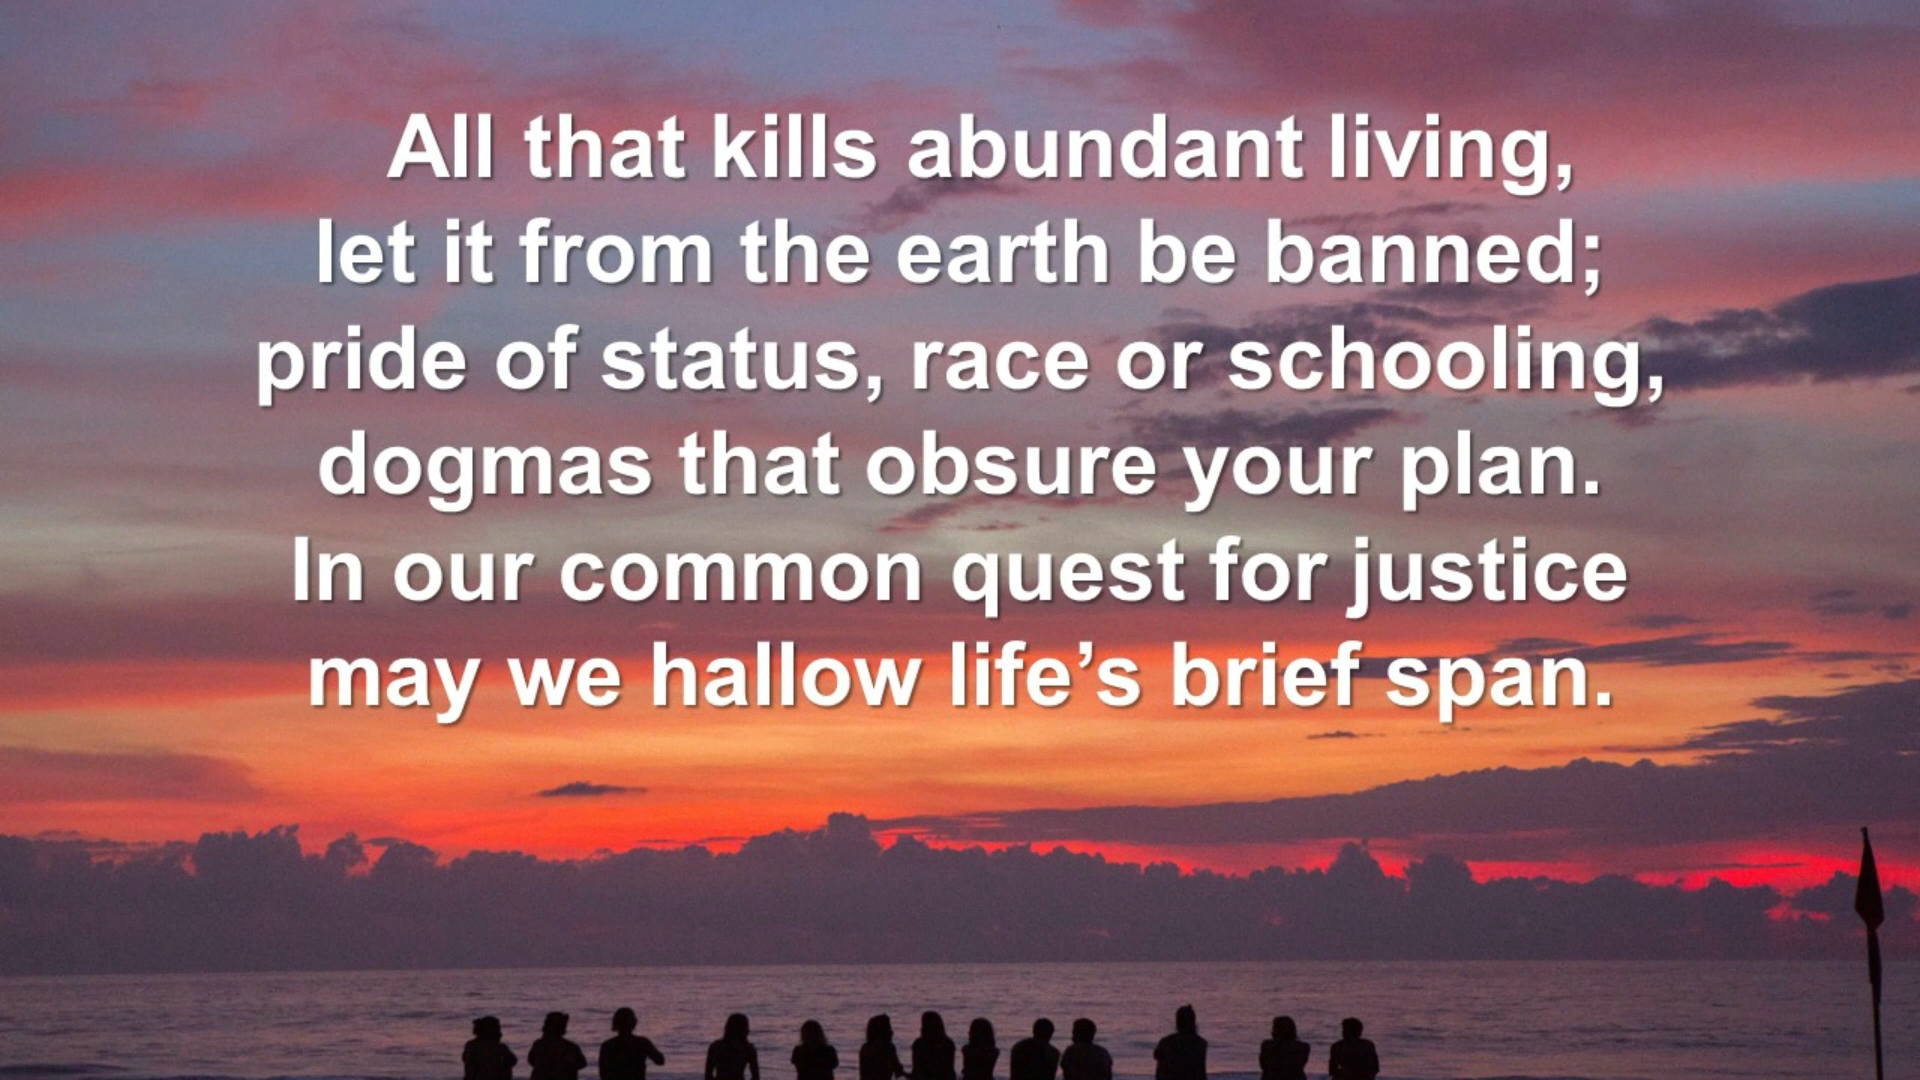 All that kills abundant living,
let it from the earth be banned;
pride of status, race or schooling,
dogmas that obsure your plan.
In our common quest for justice
may we hallow life’s brief span.